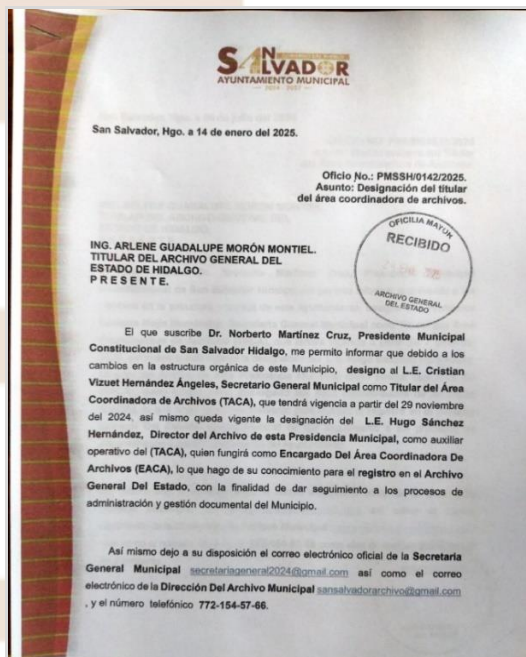 SAN SALVADOR
AYUNTAMIENTO MUNICIPAL
2024 - 2027
San Salvador, Hgo. a 14 de enero del 2025.
Oficio No.: PMSSH/0142/2025.
Asunto: Designación del titular
del área coordinadora de archivos.
OFICILIA MAYOR
RECIBIDO
ARCHIVO GENERAL
DEL ESTADO
ING. ARLENE GUADALUPE MORÓN MONTIEL.
TITULAR DEL ARCHIVO GENERAL DEL
ESTADO DE HIDALGO.
P R E S E N T E.
El que suscribe Dr. Norberto Martínez Cruz, Presidente Municipal
Constitucional de San Salvador Hidalgo, me permito informar que debido a los
cambios en la estructura orgánica de este Municipio, designo al L.E. Cristian
Vizuet Hernández Ángeles, Secretario General Municipal como Titular del Área
Coordinadora de Archivos (TACA), que tendrá vigencia a partir del 29 noviembre
del 2024, así mismo queda vigente la designación del L.E. Hugo Sánchez
Hernández, Director del Archivo de esta Presidencia Municipal, como auxiliar
operativo del (TACA), quien fungirá como Encargado Del Área Coordinadora De
Archivos (EACA), lo que hago de su conocimiento para el registro en el Archivo
General Del Estado, con la finalidad de dar seguimiento a los procesos de
administración y gestión documental del Municipio.
Así mismo dejo a su disposición el correo electrónico oficial de la Secretaria
General Municipal secretariageneral2024@gmail.com así como el correo
electrónico de la Dirección Del Archivo Municipal sansalvadorarchivo@gmail.com
, y el número telefónico 772-154-57-66.